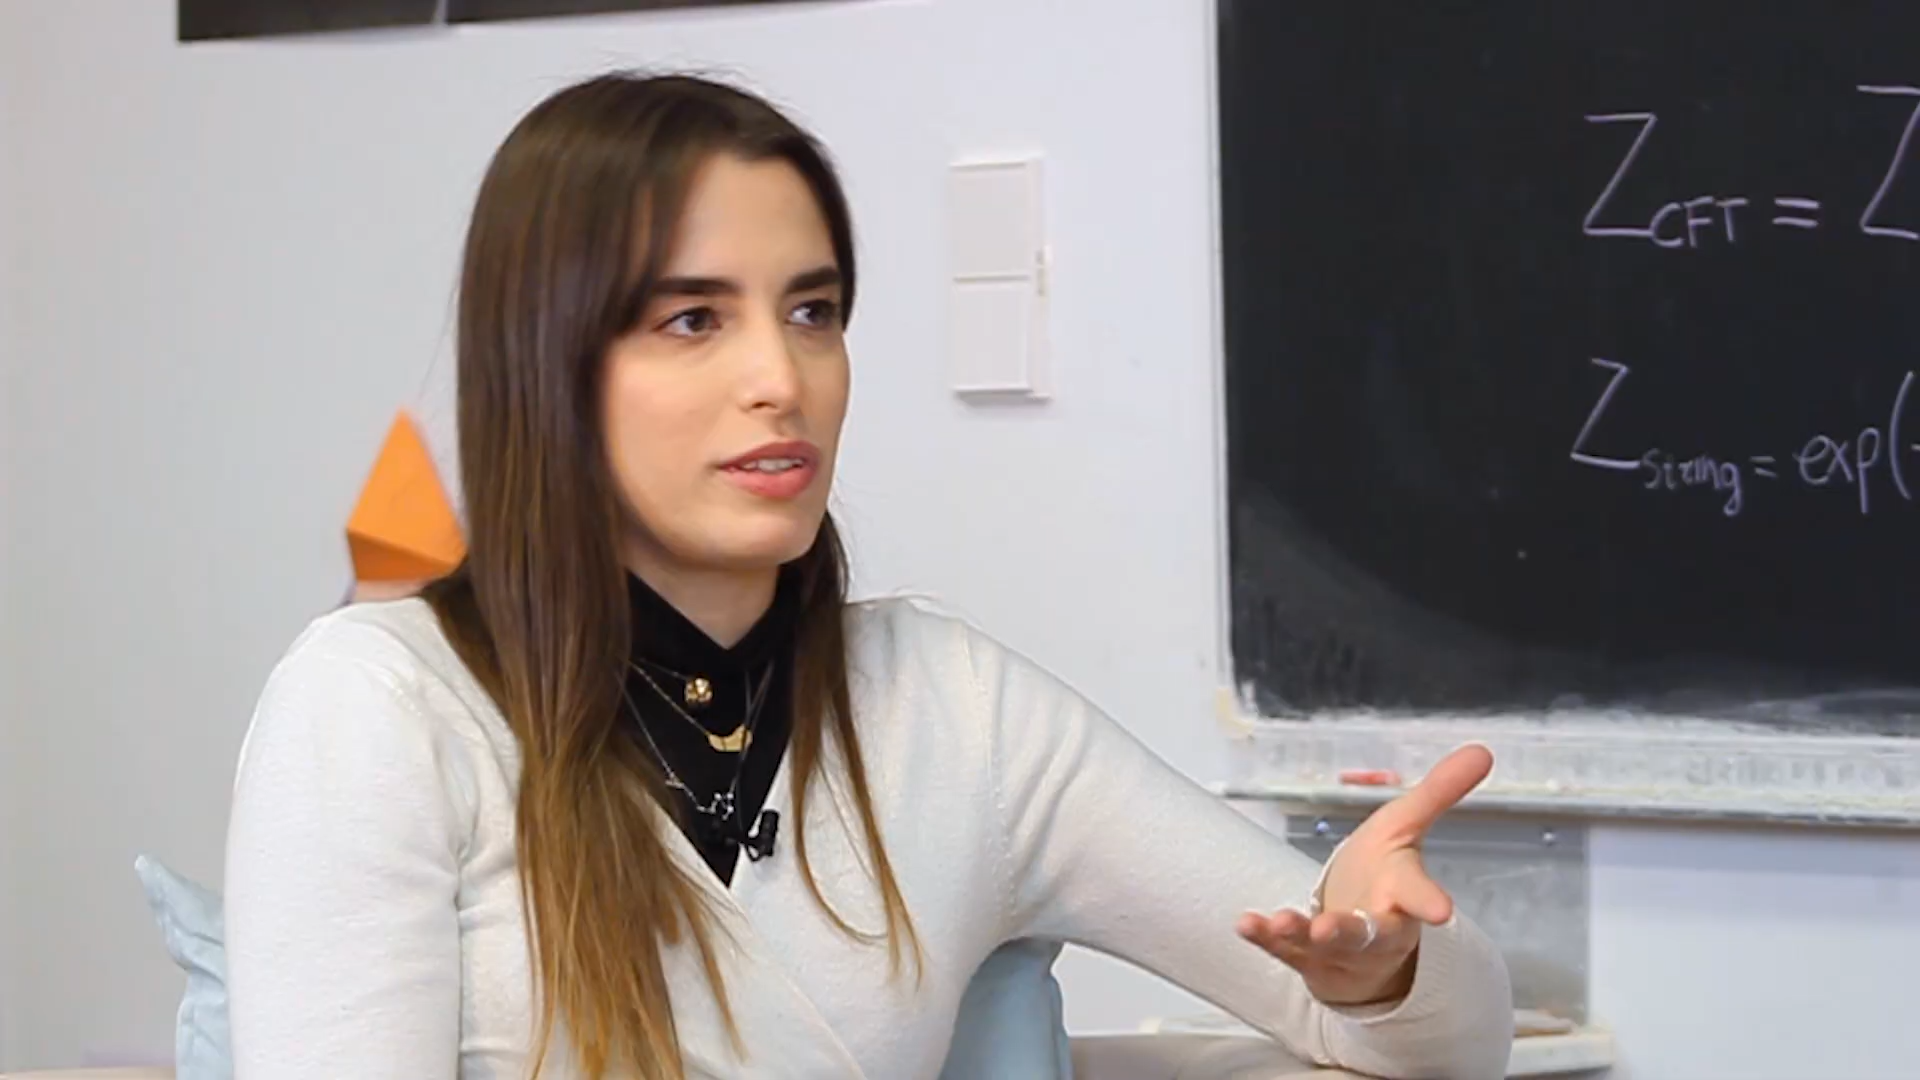 Z_CFT = Z
Z_String = exp(-